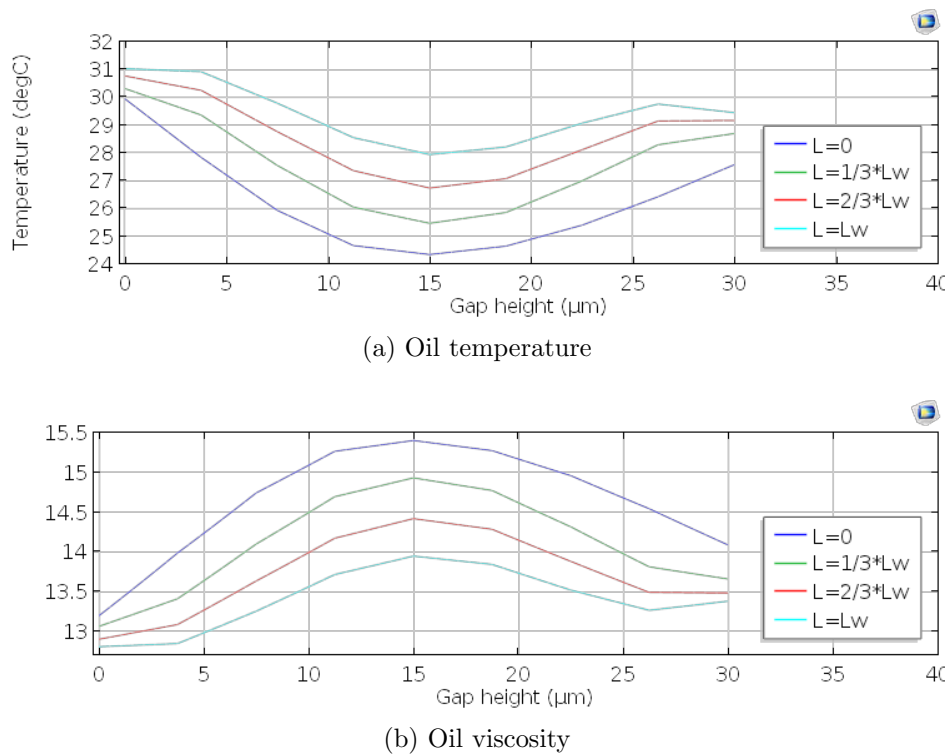 32
31
30
29
28
27
26
25
24
Temperature (degC)
0 5 10 15 20 25 30 35 40
Gap height (μm)
L=0
L=1/3*Lw
L=2/3*Lw
L=Lw
(a) Oil temperature
15.5
15
14.5
14
13.5
13
0 5 10 15 20 25 30 35 40
Gap height (μm)
L=0
L=1/3*Lw
L=2/3*Lw
L=Lw
(b) Oil viscosity